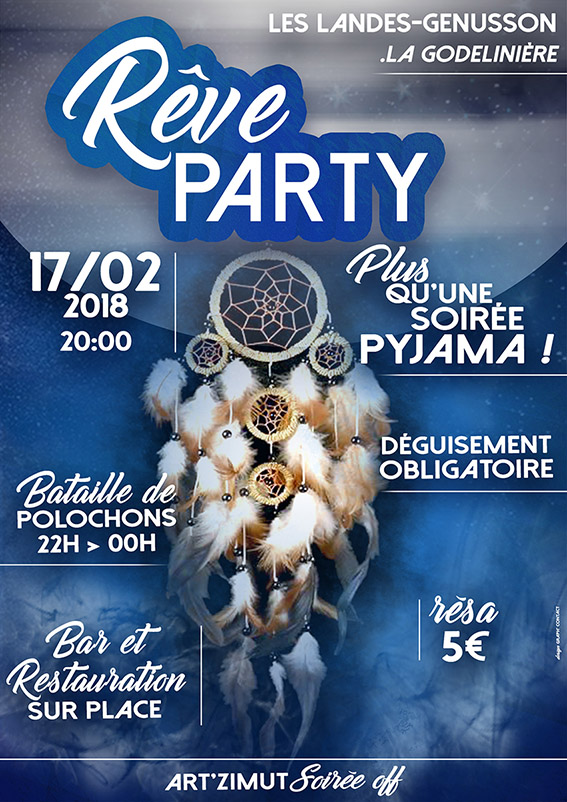 LES LANDES-GENUSSON
.LA GODELINIÈRE
Rêve
PARTY
17/02
2018
20:00
Plus
QU'UNE
SOIRÉE
PYJAMA !
DÉGUISEMENT
OBLIGATOIRE
Bataille de
POLOCHONS
22H > 00H
résa
5€
Bar et
Restauration
SUR PLACE
ART'ZIMUT Soirée off